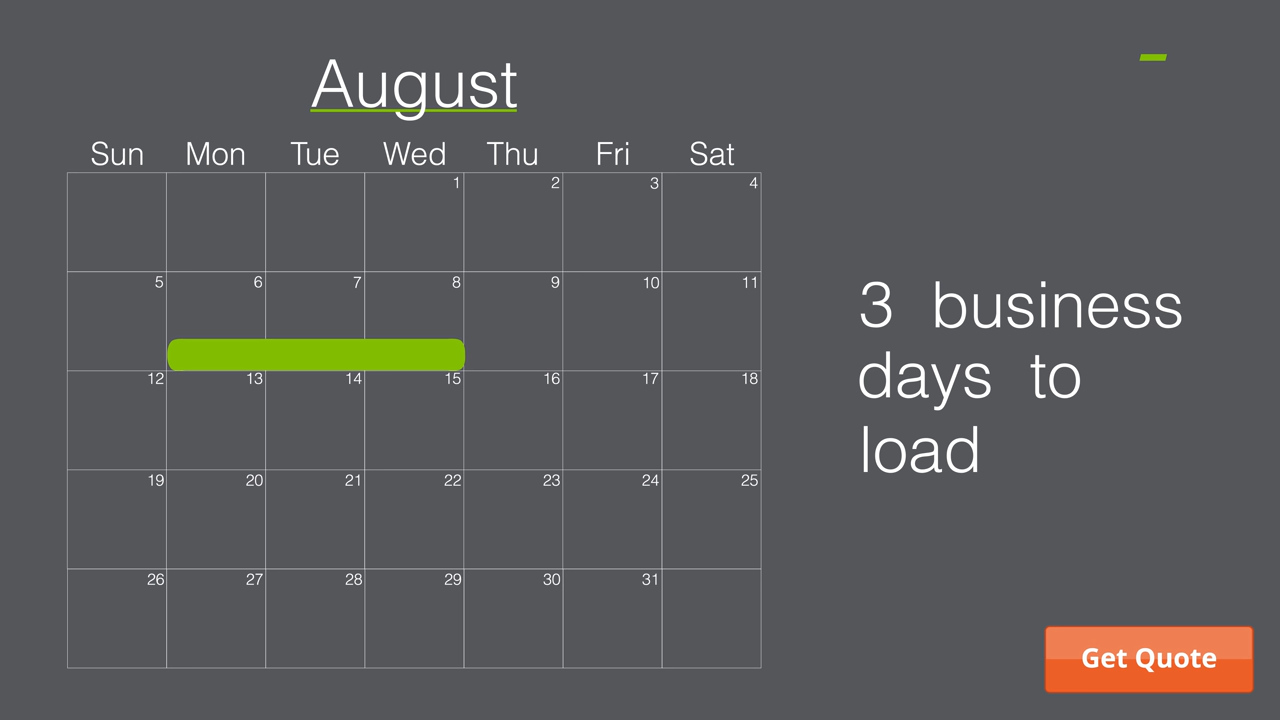 August
Sun Mon Tue Wed Thu Fri Sat
1 2 3 4
5 6 7 8 9 10 11
12 13 14 15 16 17 18
19 20 21 22 23 24 25
26 27 28 29 30 31
3 business
days to
load
Get Quote